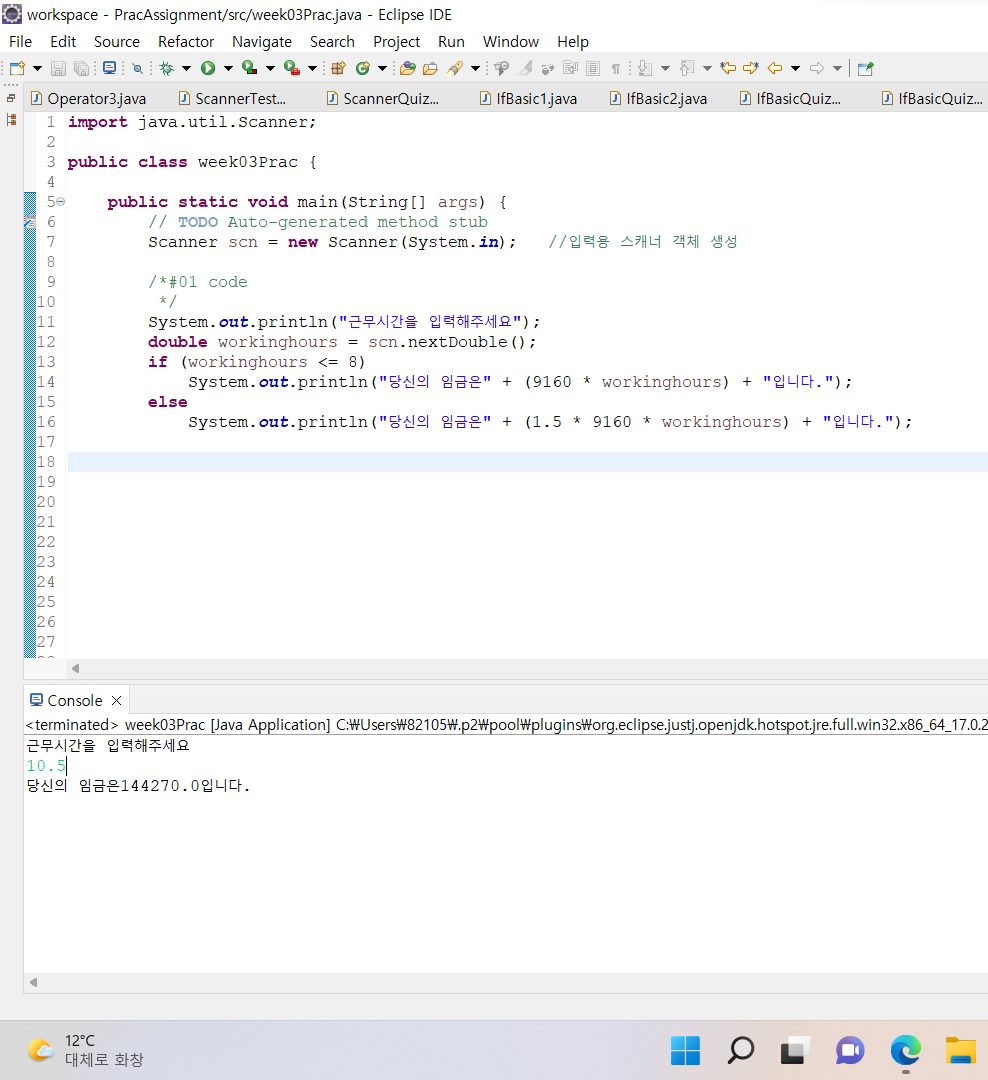 workspace - PracAssignment/src/week03Prac.java - Eclipse IDE
File Edit Source Refactor Navigate Search Project Run Window Help
Operator3.java ScannerTest... ScannerQuiz... IfBasic1.java IfBasic2.java IfBasicQuiz... IfBasicQuiz...
1 import java.util.Scanner;
2
3 public class week03Prac {
4
5 public static void main(String[] args) {
6 // TODO Auto-generated method stub
7 Scanner scn = new Scanner(System.in); //입력용 스캐너 객체 생성
8
9 /*#01 code
10 */
11 System.out.println("근무시간을 입력해주세요");
12 double workinghours = scn.nextDouble();
13 if (workinghours <= 8)
14 System.out.println("당신의 임금은" + (9160 * workinghours) + "입니다.");
15 else
16 System.out.println("당신의 임금은" + (1.5 * 9160 * workinghours) + "입니다.");
17
18
19
20
21
22
23
24
25
26
27
Console
<terminated> week03Prac [Java Application] C:₩Users₩82105₩.p2₩pool₩plugins₩org.eclipse.justj.openjdk.hotspot.jre.full.win32.x86_64_17.0.2
근무시간을 입력해주세요
10.5
당신의 임금은144270.0입니다.
12°C
대체로 화창